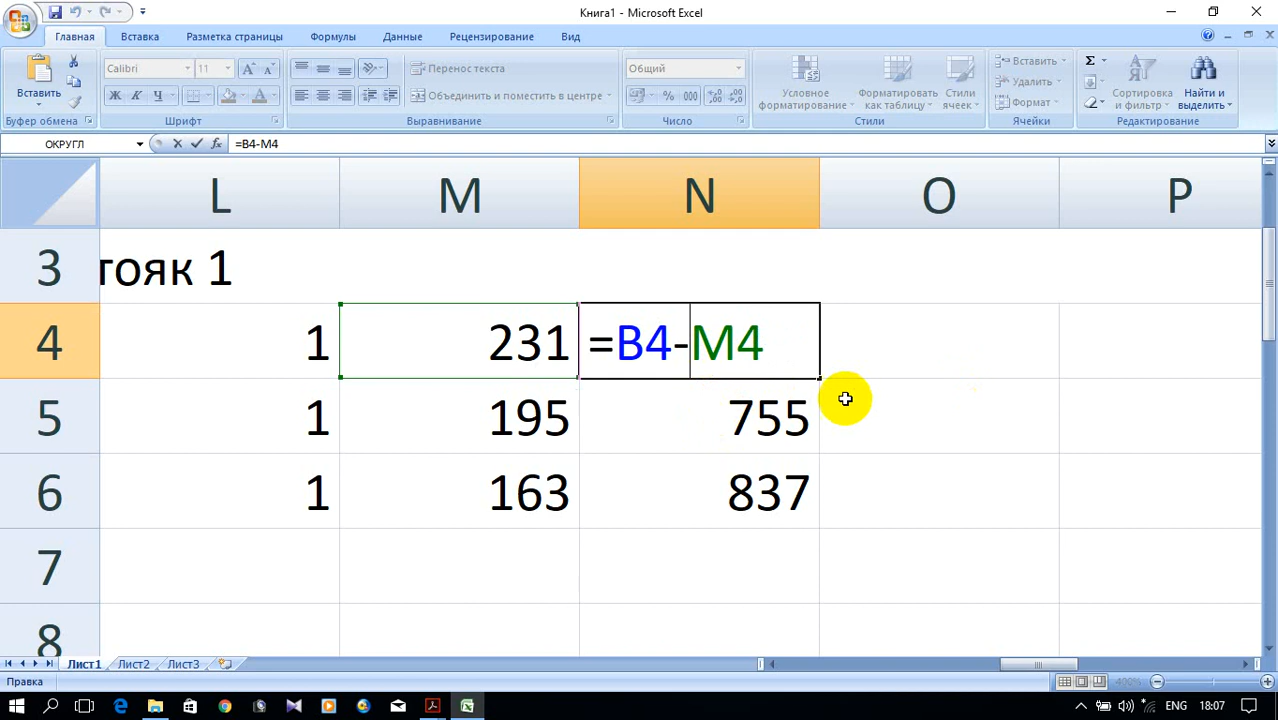 Книга1 - Microsoft Excel
Главная Вставка Разметка страницы Формулы Данные Рецензирование Вид
Вставить
Буфер обмена
Calibri 11
Ж К Ч
Шрифт
Перенос текста
Объединить и поместить в центре
Выравнивание
Общий
% 000
Число
Условное форматирование
Форматировать как таблицу
Стили ячеек
Стили
Вставить
Удалить
Формат
Ячейки
Σ
Сортировка и фильтр
Найти и выделить
Редактирование
ОКРУГЛ fx =B4-M4
L M N O P
3 тояк 1
4 1 231 =B4-M4
5 1 195 755
6 1 163 837
7
8
Лист1 Лист2 Лист3
Правка 400%
ENG 18:07